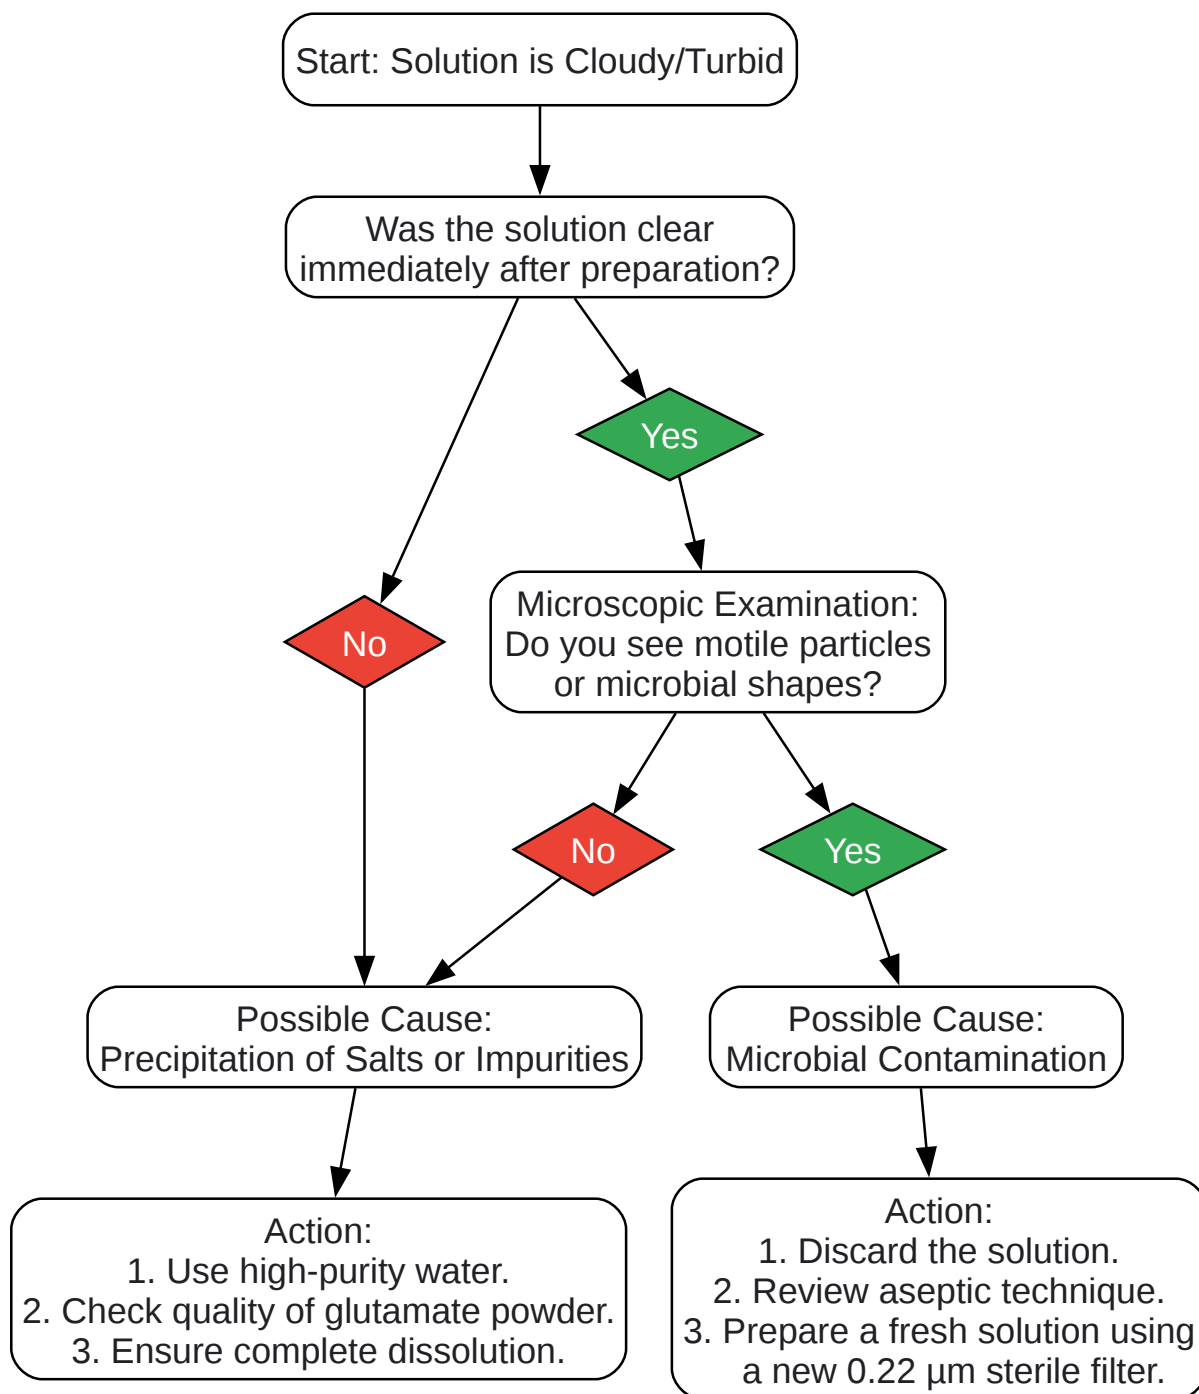 Start: Solution is Cloudy/Turbid
Was the solution clear
immediately after preparation?
Yes
No
Microscopic Examination:
Do you see motile particles
or microbial shapes?
No
Yes
Possible Cause:
Precipitation of Salts or Impurities
Possible Cause:
Microbial Contamination
Action:
1. Use high-purity water.
2. Check quality of glutamate powder.
3. Ensure complete dissolution.
Action:
1. Discard the solution.
2. Review aseptic technique.
3. Prepare a fresh solution using
a new 0.22 µm sterile filter.